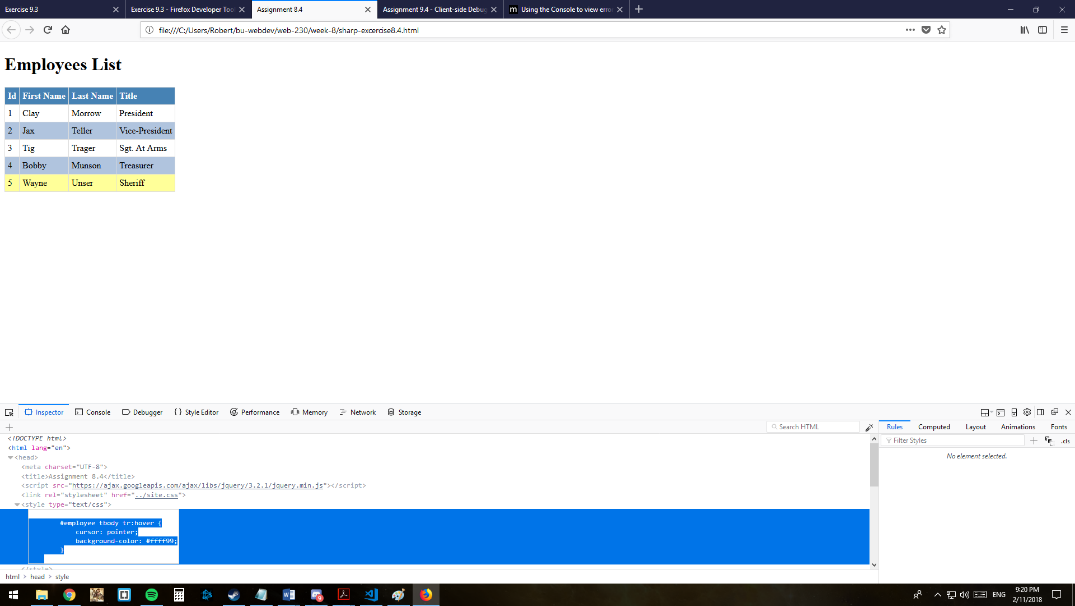 Exercise 9.3
Exercise 9.3 - Firefox Developer Too
Assignment 8.4
Assignment 9.4 - Client-side Debug
m Using the Console to view error
file:///C:/Users/Robert/bu-webdev/web-230/week-8/sharp-excercise8.4.html
Employees List
Id First Name Last Name Title
1 Clay Morrow President
2 Jax Teller Vice-President
3 Tig Trager Sgt. At Arms
4 Bobby Munson Treasurer
5 Wayne Unser Sheriff
Inspector Console Debugger Style Editor Performance Memory Network Storage
Search HTML
Rules Computed Layout Animations Fonts
Filter Styles
.cls
No element selected.
<!DOCTYPE html>
<html lang="en">
<head>
<meta charset="UTF-8">
<title>Assignment 8.4</title>
<script src="https://ajax.googleapis.com/ajax/libs/jquery/3.2.1/jquery.min.js"></script>
<link rel="stylesheet" href="../site.css">
<style type="text/css">
#employee tbody tr:hover {
cursor: pointer;
background-color: #ffff99;
}
</style>
html > head > style
ENG
9:20 PM
2/11/2018